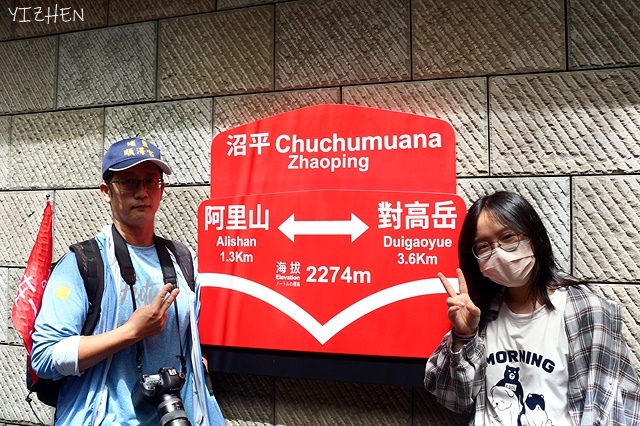 YIZHEN
沼平 Chuchumuana
Zhaoping
阿里山
Alishan
1.3Km
對高岳
Duigaoyue
3.6Km
海拔
Elevation
2274m
MORNING